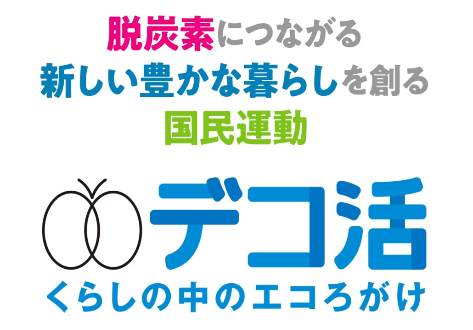 脱炭素につながる
新しい豊かな暮らしを創る
国民運動
デコ活
くらしの中のエコろがけ